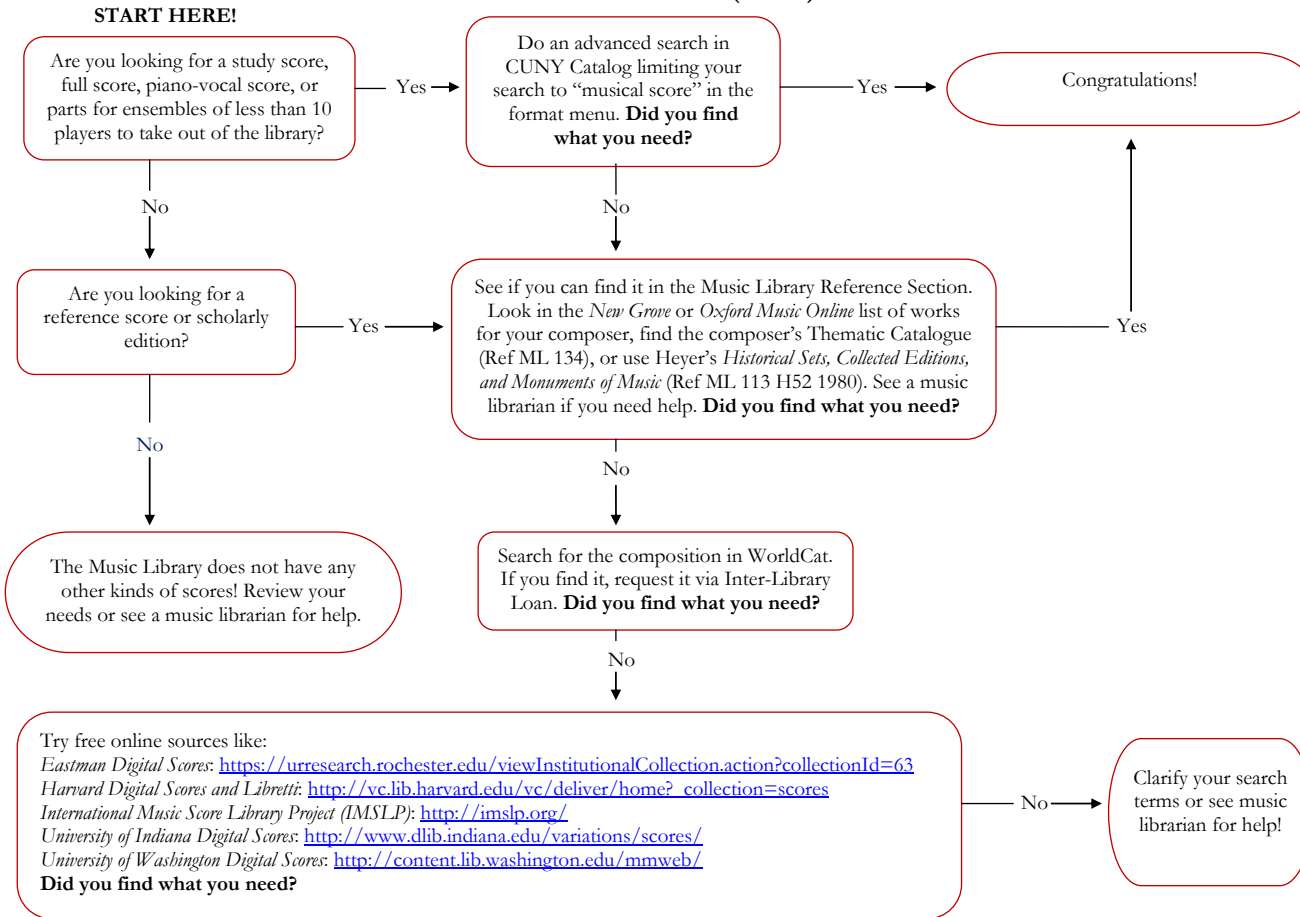 START HERE!
Are you looking for a study score,
full score, piano-vocal score, or
parts for ensembles of less than 10
players to take out of the library?
Yes
Do an advanced search in
CUNY Catalog limiting your
search to “musical score” in the
format menu. Did you find
what you need?
Yes
Congratulations!
No
No
Are you looking for a
reference score or scholarly
edition?
Yes
See if you can find it in the Music Library Reference Section.
Look in the New Grove or Oxford Music Online list of works
for your composer, find the composer’s Thematic Catalogue
(Ref ML 134), or use Heyer’s Historical Sets, Collected Editions,
and Monuments of Music (Ref ML 113 H52 1980). See a music
librarian if you need help. Did you find what you need?
Yes
No
No
The Music Library does not have any
other kinds of scores! Review your
needs or see a music librarian for help.
Search for the composition in WorldCat.
If you find it, request it via Inter-Library
Loan. Did you find what you need?
No
Try free online sources like:
Eastman Digital Scores: https://urresearch.rochester.edu/viewInstitutionalCollection.action?collectionId=63
Harvard Digital Scores and Libretti: http://vc.lib.harvard.edu/vc/deliver/home?_collection=scores
International Music Score Library Project (IMSLP): http://imslp.org/
University of Indiana Digital Scores: http://www.dlib.indiana.edu/variations/scores/
University of Washington Digital Scores: http://content.lib.washington.edu/mmweb/
Did you find what you need?
No
Clarify your search
terms or see music
librarian for help!